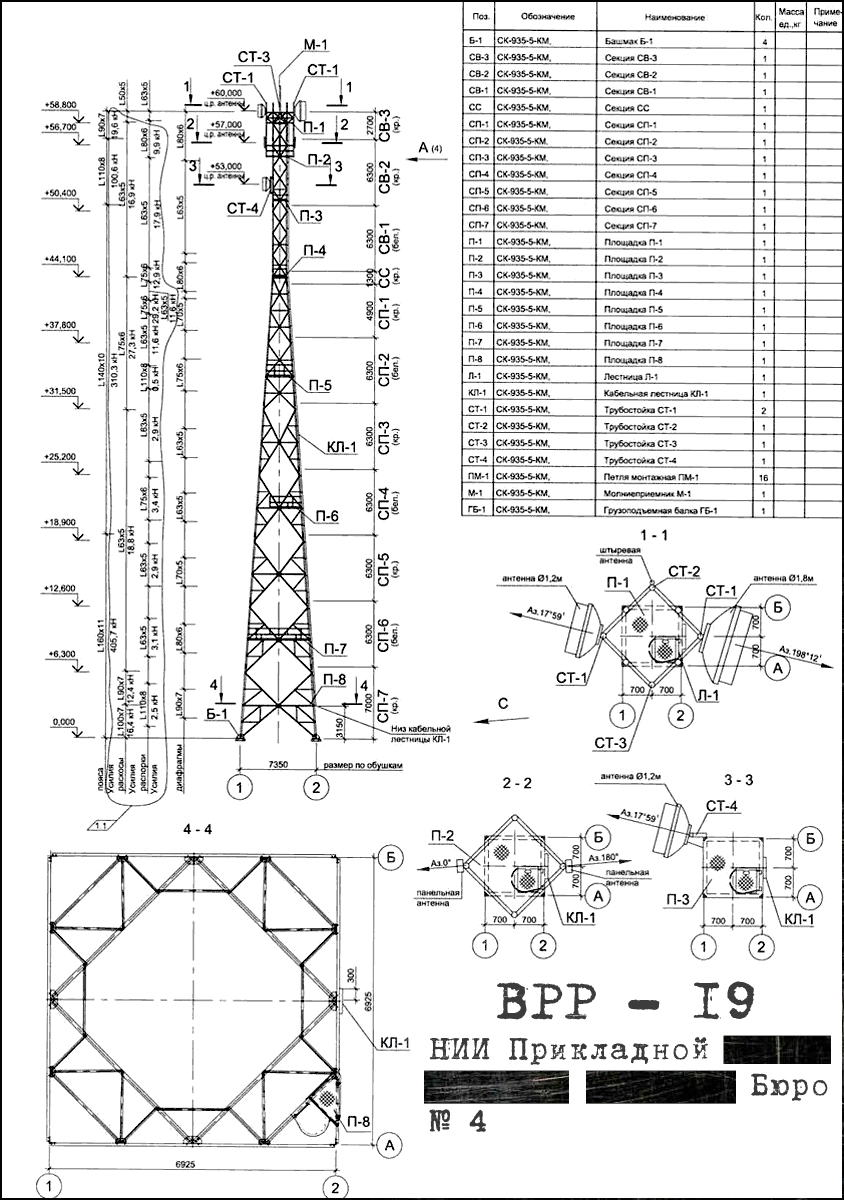 Поз. Обозначение Наименование Кол. Масса ед.,кг Приме-чание
Б-1 СК-935-5-КМ, Башмак Б-1 4
СВ-3 СК-935-5-КМ, Секция СВ-3 1
СВ-2 СК-935-5-КМ, Секция СВ-2 1
СВ-1 СК-935-5-КМ, Секция СВ-1 1
СС СК-935-5-КМ, Секция СС 1
СП-1 СК-935-5-КМ, Секция СП-1 1
СП-2 СК-935-5-КМ, Секция СП-2 1
СП-3 СК-935-5-КМ, Секция СП-3 1
СП-4 СК-935-5-КМ, Секция СП-4 1
СП-5 СК-935-5-КМ, Секция СП-5 1
СП-6 СК-935-5-КМ, Секция СП-6 1
СП-7 СК-935-5-КМ, Секция СП-7 1
П-1 СК-935-5-КМ, Площадка П-1 1
П-2 СК-935-5-КМ, Площадка П-2 1
П-3 СК-935-5-КМ, Площадка П-3 1
П-4 СК-935-5-КМ, Площадка П-4 1
П-5 СК-935-5-КМ, Площадка П-5 1
П-6 СК-935-5-КМ, Площадка П-6 1
П-7 СК-935-5-КМ, Площадка П-7 1
П-8 СК-935-5-КМ, Площадка П-8 1
Л-1 СК-935-5-КМ, Лестница Л-1 1
КЛ-1 СК-935-5-КМ, Кабельная лестница КЛ-1 1
СТ-1 СК-935-5-КМ, Трубостойка СТ-1 2
СТ-2 СК-935-5-КМ, Трубостойка СТ-2 1
СТ-3 СК-935-5-КМ, Трубостойка СТ-3 1
СТ-4 СК-935-5-КМ, Трубостойка СТ-4 1
ПМ-1 СК-935-5-КМ, Петля монтажная ПМ-1 16
М-1 СК-935-5-КМ, Молниеприемник М-1 1
ГБ-1 СК-935-5-КМ, Грузоподъемная балка ГБ-1 1
М-1
СТ-3
СТ-1 СТ-1
1 1
+60,000
ц.р. антенн
+58,800
П-1
2 2
+57,000
ц.р. антенн
+56,700
П-2
А (4)
3 3
+53,000
ц.р. антенн
СТ-4
+50,400
П-3
+44,100
П-4
+37,800
+31,500
П-5
КЛ-1
+25,200
П-6
+18,900
+12,600
П-7
+6,300
П-8
4 4
Б-1
0,000
Низ кабельной
лестницы КЛ-1
7350 размер по обушкам
1 2
2700 СВ-3 (кр.)
6300 СВ-2 (кр.)
6300 СВ-1 (бел.)
1300 СС (кр.)
4900 СП-1 (кр.)
6300 СП-2 (бел.)
6300 СП-3 (кр.)
6300 СП-4 (бел.)
6300 СП-5 (кр.)
6300 СП-6 (бел.)
7000 СП-7 (кр.)
3150
пояса L160x11 L140x10 L110x8 L90x7
Усилия 405,7 кН 310,3 кН 100,6 кН 19,6 кН
раскосы L100x7 L90x7 L63x5 L75x6 L63x5 L50x5
Усилия 16,4 кН 12,4 кН 18,8 кН 27,3 кН 16,9 кН
распорки L110x8 L63x5 L63x5 L75x6 L63x5 L110x8 L63x5 L75x6 L75x6 L63x5 L80x6 L63x5
Усилия 2,5 кН 3,1 кН 2,9 кН 3,4 кН 2,9 кН 0,5 кН 11,6 кН 29,2 кН 12,9 кН 17,9 кН 9,9 кН
L63x5
11,6 кН
диафрагмы L90x7 L80x6 L70x5 L63x5 L63x5 L75x6 L70x5 L80x6 L63x5 L80x6
1.1
С
1 - 1
штыревая
антенна
СТ-2
П-1
антенна Ø1,2м
СТ-1
антенна Ø1,8м
Аз.17°59'
Б
700
700
А
Аз.198°12'
СТ-1
700 700
Л-1
1 2
СТ-3
2 - 2
П-2
Б
700
Аз.0°
Аз.180°
700
панельная
антенна
панельная
антенна
А
КЛ-1
700 700
1 2
3 - 3
антенна Ø1,2м
СТ-4
Аз.17°59'
Б
700
700
П-3
А
КЛ-1
700 700
1 2
4 - 4
Б
300
6925
КЛ-1
П-8
А
6925
1 2
ВРР - 19
НИИ Прикладной
Бюро
№ 4